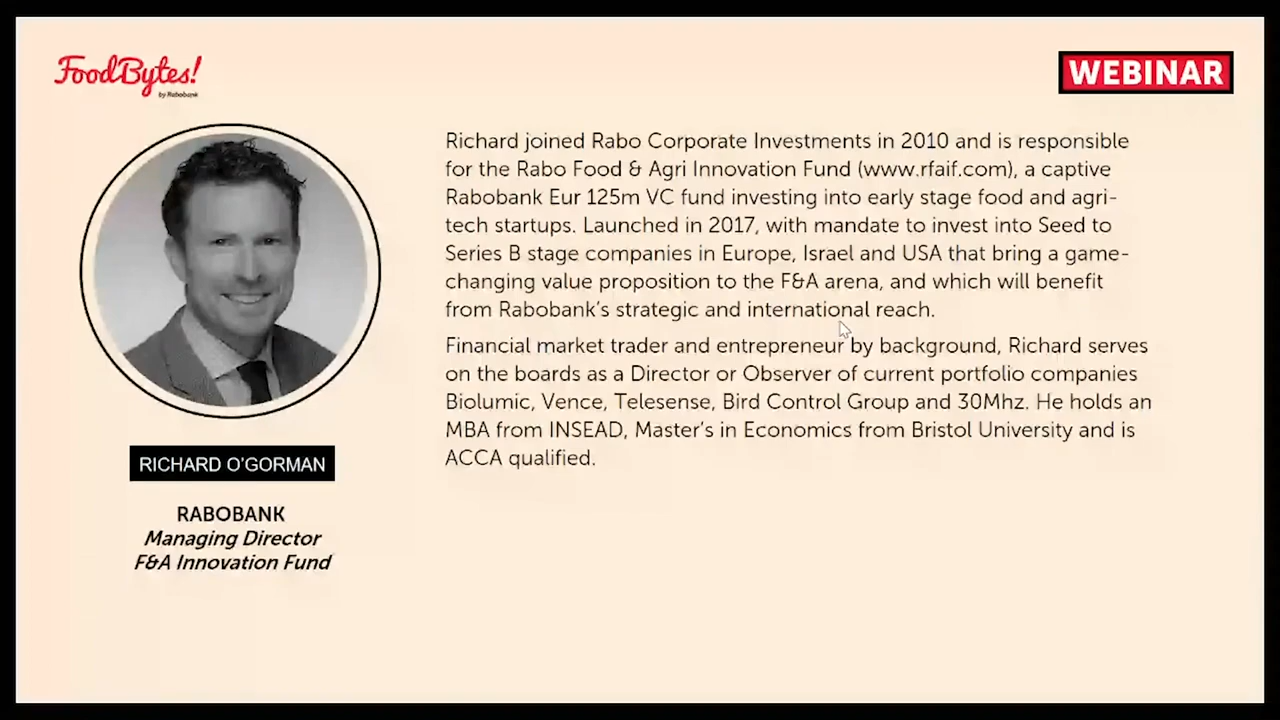 FoodBytes!
by Rabobank
WEBINAR
Richard joined Rabo Corporate Investments in 2010 and is responsible
for the Rabo Food & Agri Innovation Fund (www.rfaif.com), a captive
Rabobank Eur 125m VC fund investing into early stage food and agri-
tech startups. Launched in 2017, with mandate to invest into Seed to
Series B stage companies in Europe, Israel and USA that bring a game-
changing value proposition to the F&A arena, and which will benefit
from Rabobank's strategic and international reach.
Financial market trader and entrepreneur by background, Richard serves
on the boards as a Director or Observer of current portfolio companies
Biolumic, Vence, Telesense, Bird Control Group and 30Mhz. He holds an
MBA from INSEAD, Master's in Economics from Bristol University and is
ACCA qualified.
RICHARD O'GORMAN
RABOBANK
Managing Director
F&A Innovation Fund